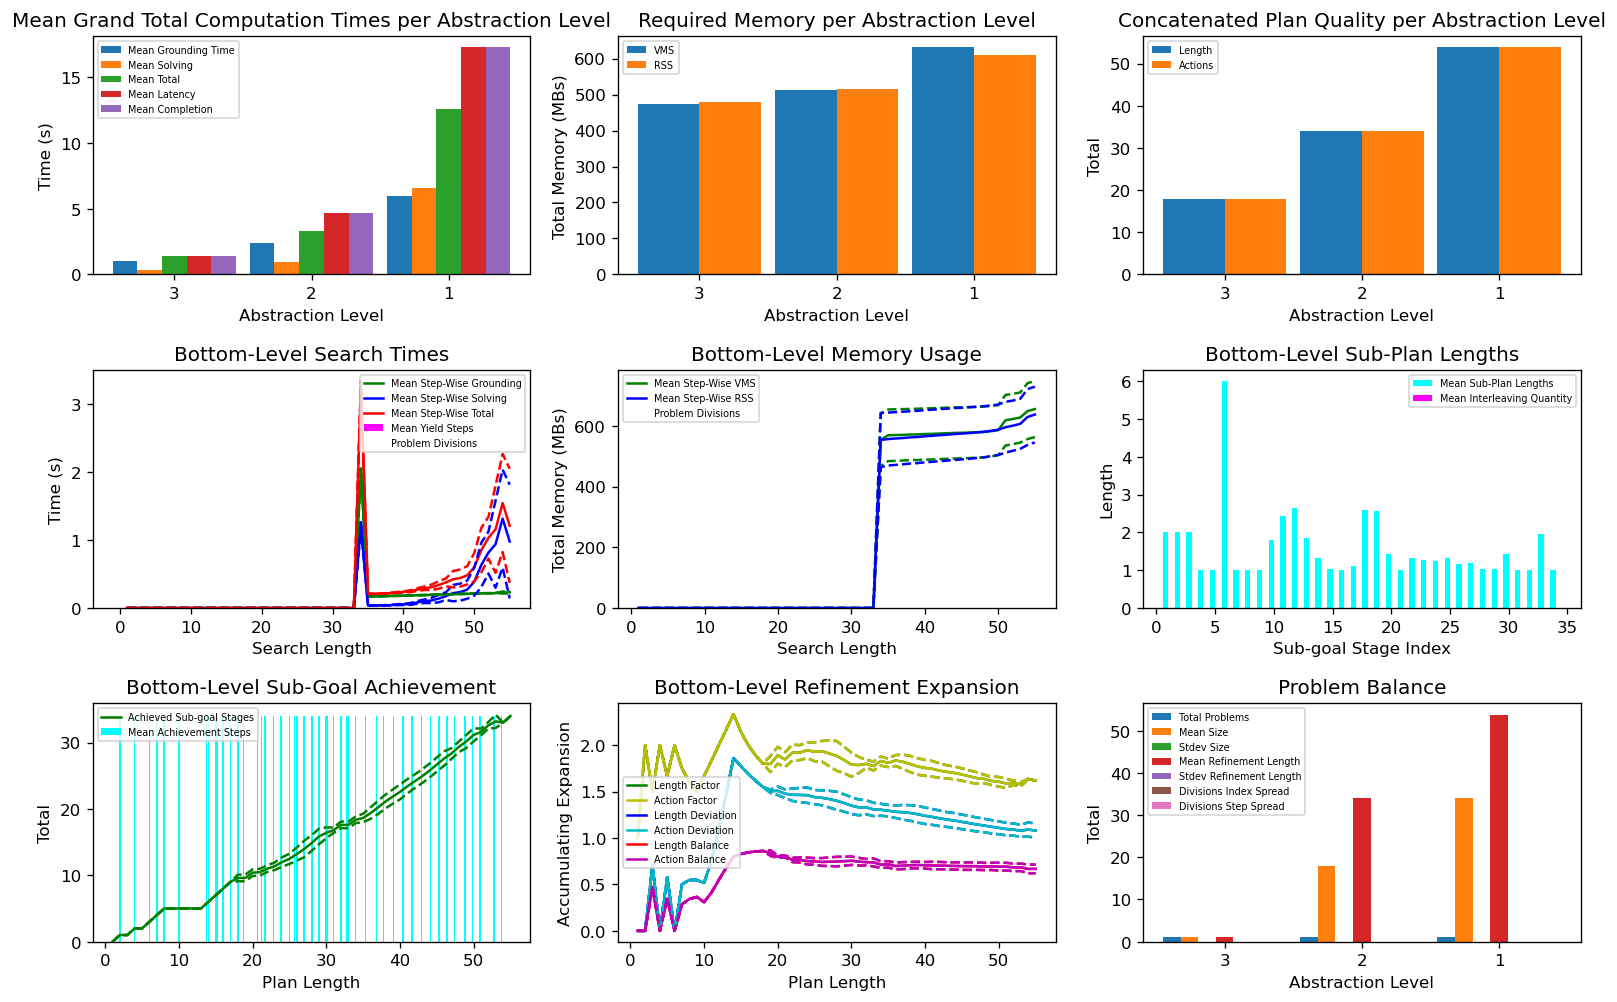 Mean Grand Total Computation Times per Abstraction Level
Time (s)
15
10
5
0
Mean Grounding Time
Mean Solving
Mean Total
Mean Latency
Mean Completion
3 2 1
Abstraction Level
Required Memory per Abstraction Level
Total Memory (MBs)
600
500
400
300
200
100
0
VMS
RSS
3 2 1
Abstraction Level
Concatenated Plan Quality per Abstraction Level
Total
50
40
30
20
10
0
Length
Actions
3 2 1
Abstraction Level
Bottom-Level Search Times
Time (s)
3
2
1
0
Mean Step-Wise Grounding
Mean Step-Wise Solving
Mean Step-Wise Total
Mean Yield Steps
Problem Divisions
0 10 20 30 40 50
Search Length
Bottom-Level Memory Usage
Total Memory (MBs)
600
400
200
0
Mean Step-Wise VMS
Mean Step-Wise RSS
Problem Divisions
0 10 20 30 40 50
Search Length
Bottom-Level Sub-Plan Lengths
Length
6
5
4
3
2
1
0
Mean Sub-Plan Lengths
Mean Interleaving Quantity
0 5 10 15 20 25 30 35
Sub-goal Stage Index
Bottom-Level Sub-Goal Achievement
Total
30
20
10
0
Achieved Sub-goal Stages
Mean Achievement Steps
0 10 20 30 40 50
Plan Length
Bottom-Level Refinement Expansion
Accumulating Expansion
2.0
1.5
1.0
0.5
0.0
Length Factor
Action Factor
Length Deviation
Action Deviation
Length Balance
Action Balance
0 10 20 30 40 50
Plan Length
Problem Balance
Total
50
40
30
20
10
0
Total Problems
Mean Size
Stdev Size
Mean Refinement Length
Stdev Refinement Length
Divisions Index Spread
Divisions Step Spread
3 2 1
Abstraction Level